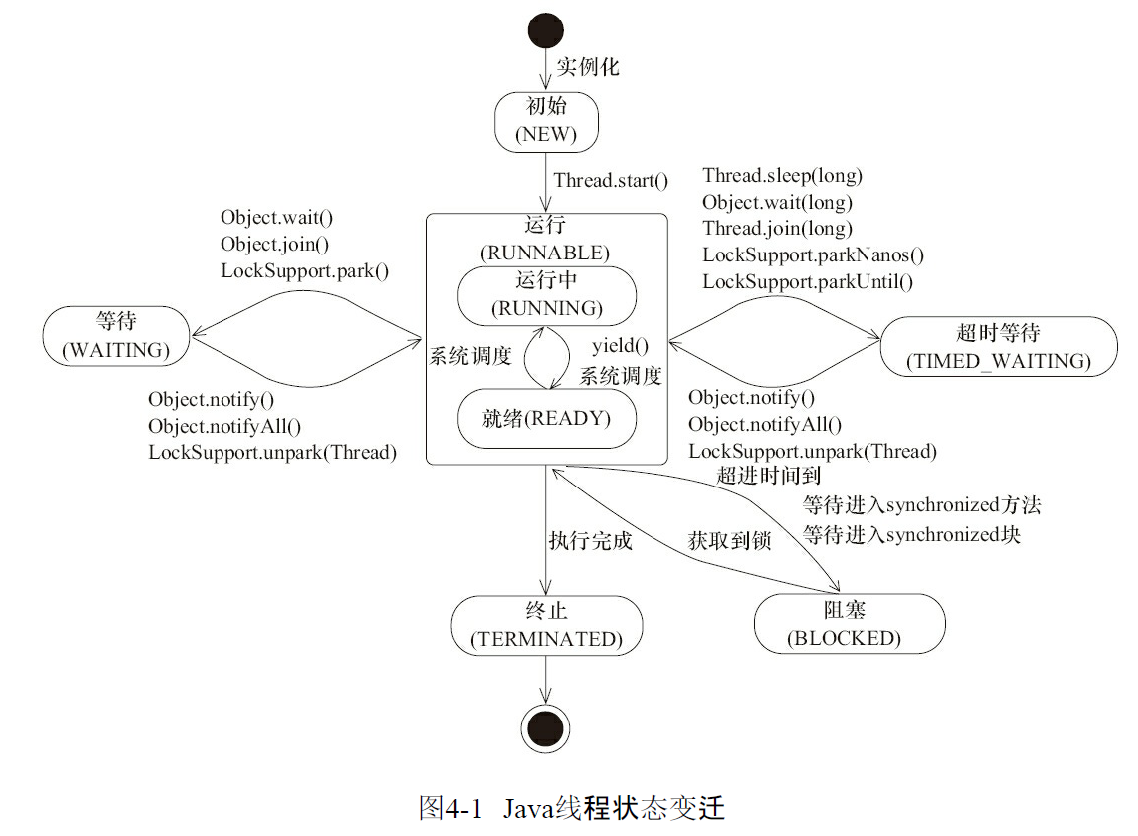 实例化
初始
(NEW)
Thread.start()
Object.wait()
Object.join()
LockSupport.park()
Thread.sleep(long)
Object.wait(long)
Thread.join(long)
LockSupport.parkNanos()
LockSupport.parkUntil()
运行
(RUNNABLE)
运行中
(RUNNING)
等待
(WAITING)
系统调度
yield()
系统调度
超时等待
(TIMED_WAITING)
就绪(READY)
Object.notify()
Object.notifyAll()
LockSupport.unpark(Thread)
Object.notify()
Object.notifyAll()
LockSupport.unpark(Thread)
超进时间到
等待进入synchronized方法
等待进入synchronized块
执行完成
获取到锁
终止
(TERMINATED)
阻塞
(BLOCKED)
图4-1 Java线程状态变迁